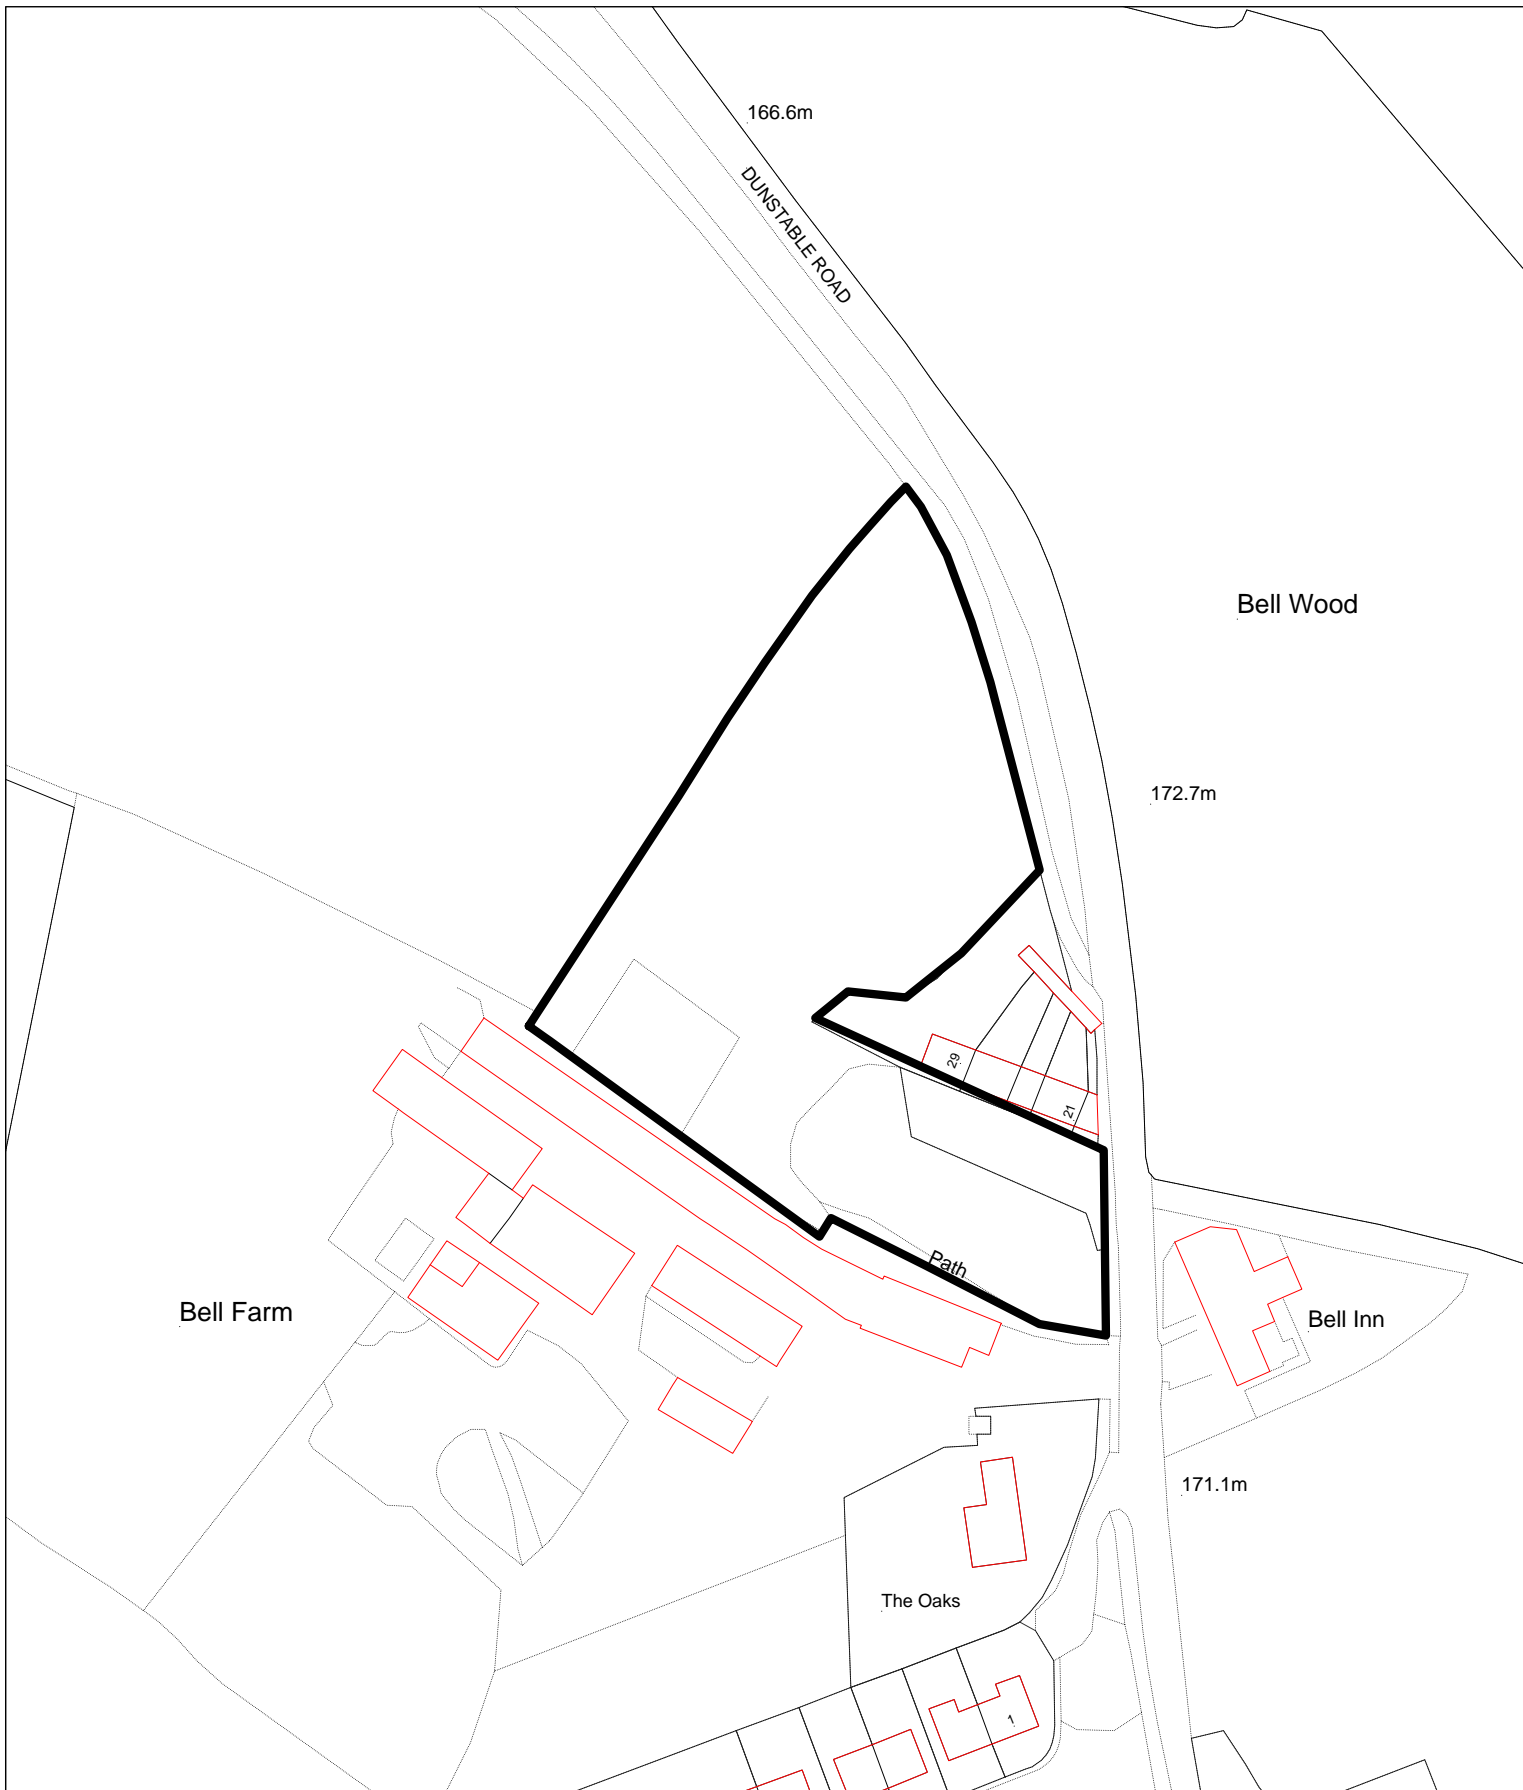 166.6m
DUNSTABLE ROAD
Bell Wood
172.7m
29
21
Path
Bell Farm
Bell Inn
171.1m
The Oaks
1